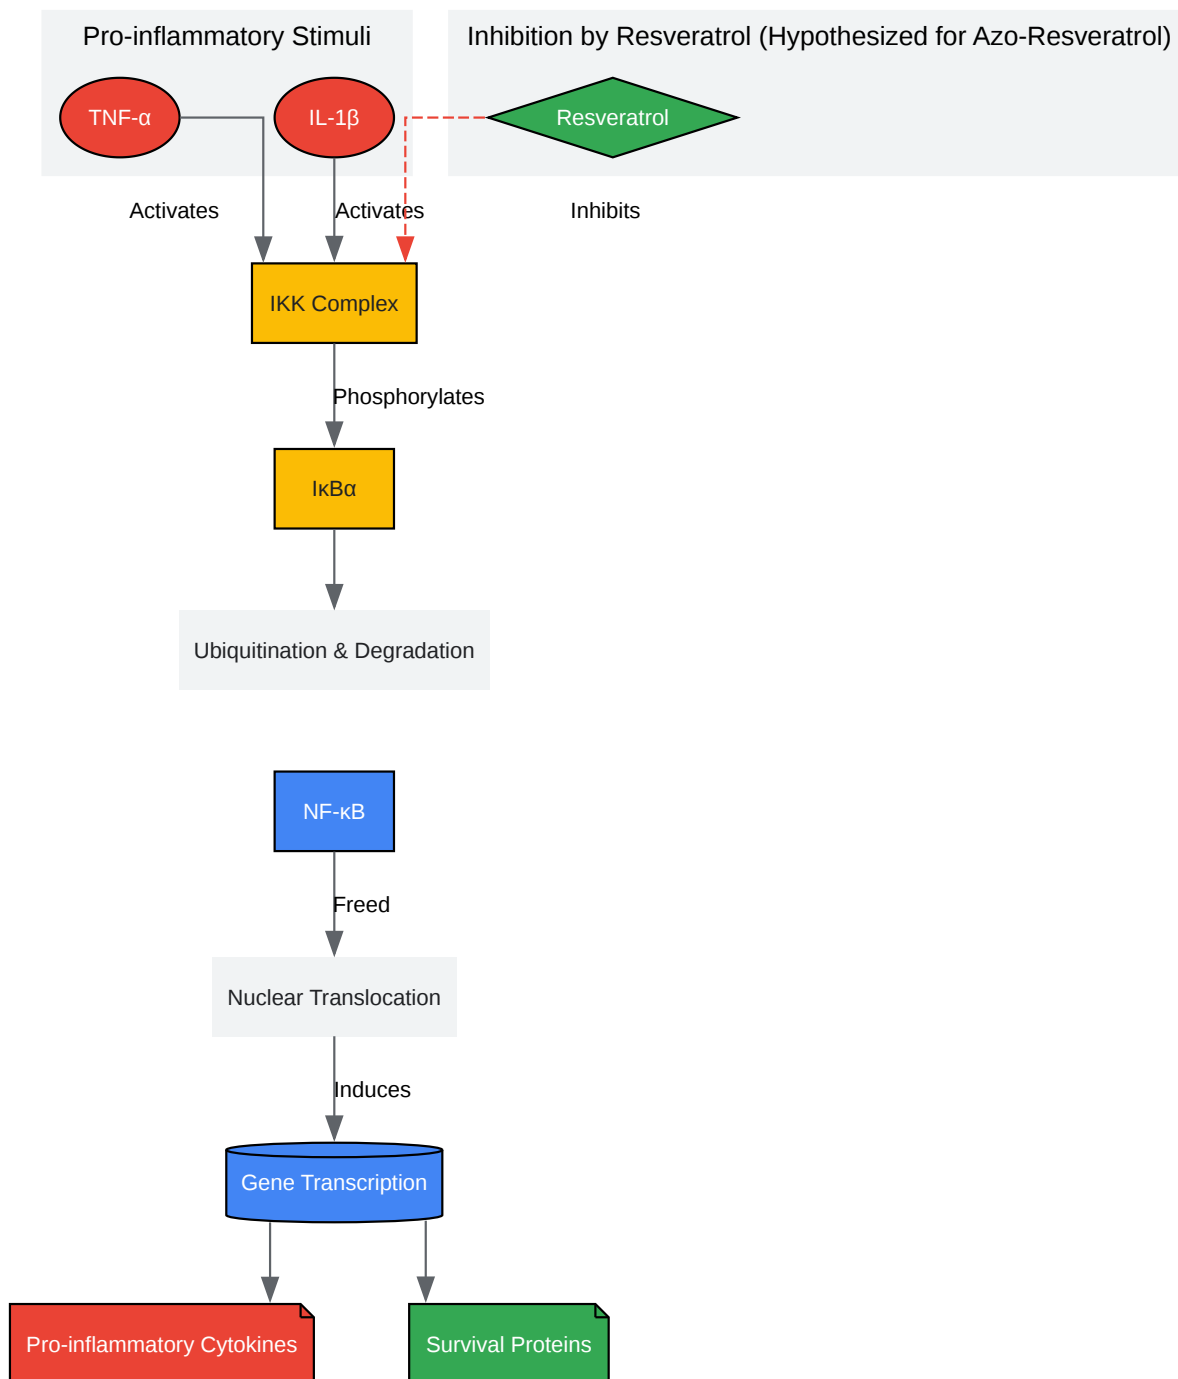 Pro-inflammatory Stimuli
Inhibition by Resveratrol (Hypothesized for Azo-Resveratrol)
TNF-α
IL-1β
Resveratrol
Activates
Activates
Inhibits
IKK Complex
Phosphorylates
IκBα
Ubiquitination & Degradation
NF-κB
Freed
Nuclear Translocation
Induces
Gene Transcription
Pro-inflammatory Cytokines
Survival Proteins